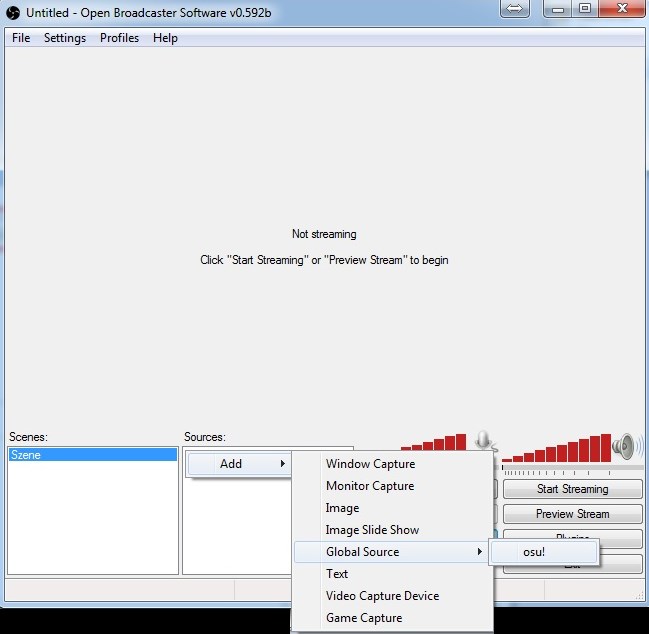 Untitled - Open Broadcaster Software v0.592b
File Settings Profiles Help
Not streaming
Click "Start Streaming" or "Preview Stream" to begin
Scenes:
Szene
Sources:
Add
Window Capture
Monitor Capture
Image
Image Slide Show
Global Source
Text
Video Capture Device
Game Capture
osu!
Start Streaming
Preview Stream